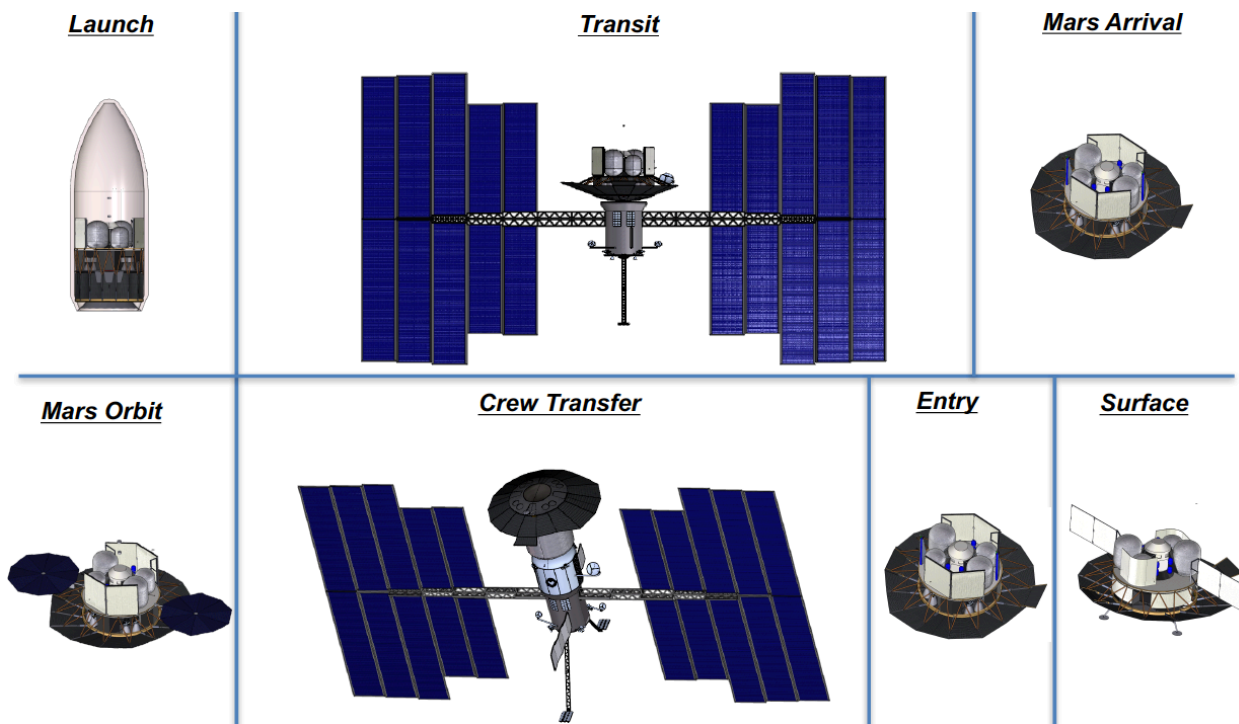 Launch
Transit
Mars Arrival
Mars Orbit
Crew Transfer
Entry
Surface